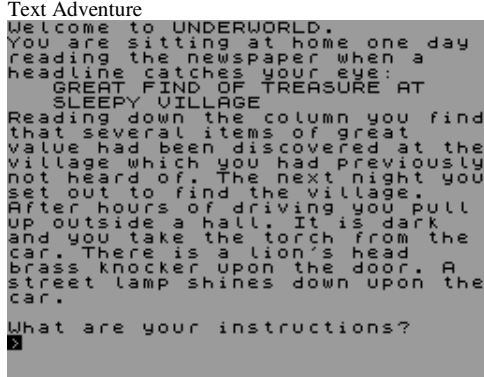 Text Adventure
Welcome to UNDERWORLD.
You are sitting at home one day
reading the newspaper when a
headline catches your eye:
GREAT FIND OF TREASURE AT
SLEEPY VILLAGE
Reading down the column you find
that several items of great
value had been discovered at the
village which you had previously
not heard of. The next night you
set out to find the village.
After hours of driving you pull
up outside a hall. It is dark
and you take the torch from the
car. There is a lion's head
brass knocker upon the door. A
street lamp shines down upon the
car.
What are your instructions?
>